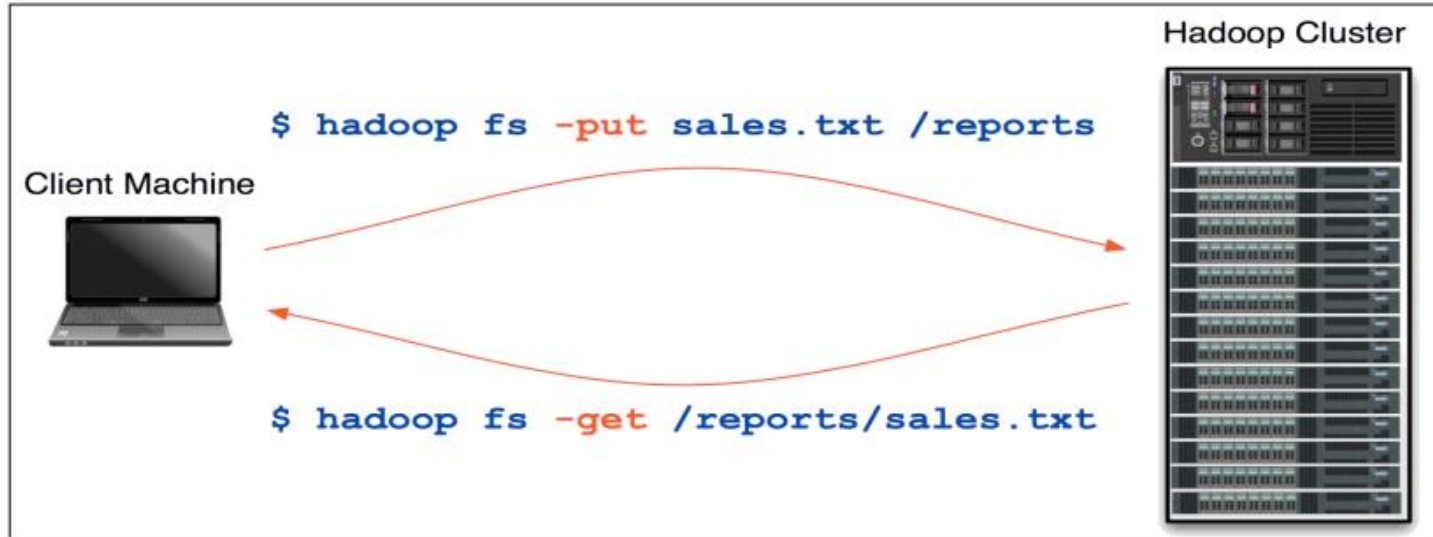 Hadoop Cluster
$ hadoop fs -put sales.txt /reports
Client Machine
$ hadoop fs -get /reports/sales.txt